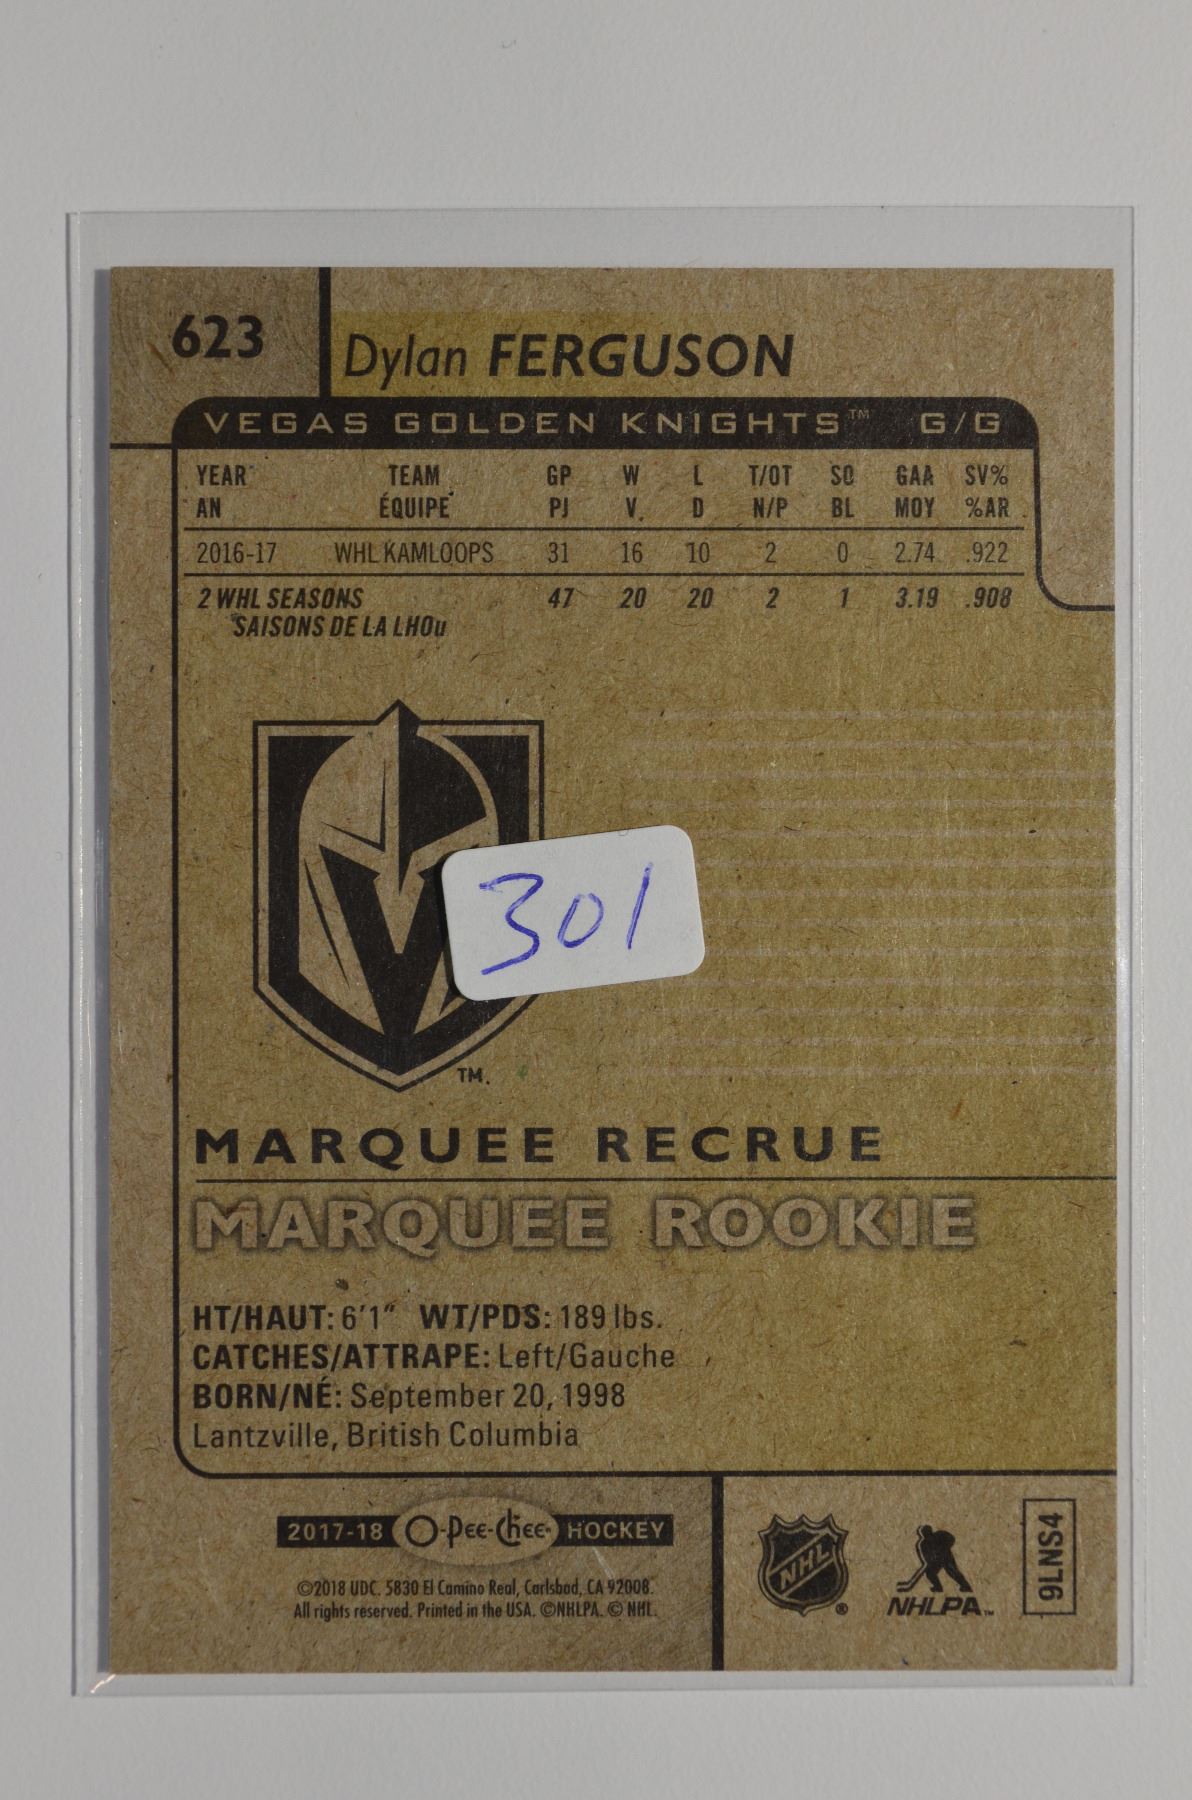 623
Dylan FERGUSON
VEGAS GOLDEN KNIGHTS™ G/G
YEAR TEAM GP W L T/OT SO GAA SV%
AN ÉQUIPE PJ V D N/P BL MOY %AR
2016-17 WHL KAMLOOPS 31 16 10 2 0 2.74 .922
2 WHL SEASONS 47 20 20 2 1 3.19 .908
SAISONS DE LA LHOu
301
TM.
MARQUEE RECRUE
MARQUEE ROOKIE
HT/HAUT: 6'1" WT/PDS: 189 lbs.
CATCHES/ATTRAPE: Left/Gauche
BORN/NÉ: September 20, 1998
Lantzville, British Columbia
2017-18 O-Pee-Chee HOCKEY
©2018 UDC. 5830 El Camino Real, Carlsbad, CA 92008.
All rights reserved. Printed in the USA. ©NHLPA. © NHL.
NHL ®
NHLPA™
9LNS4